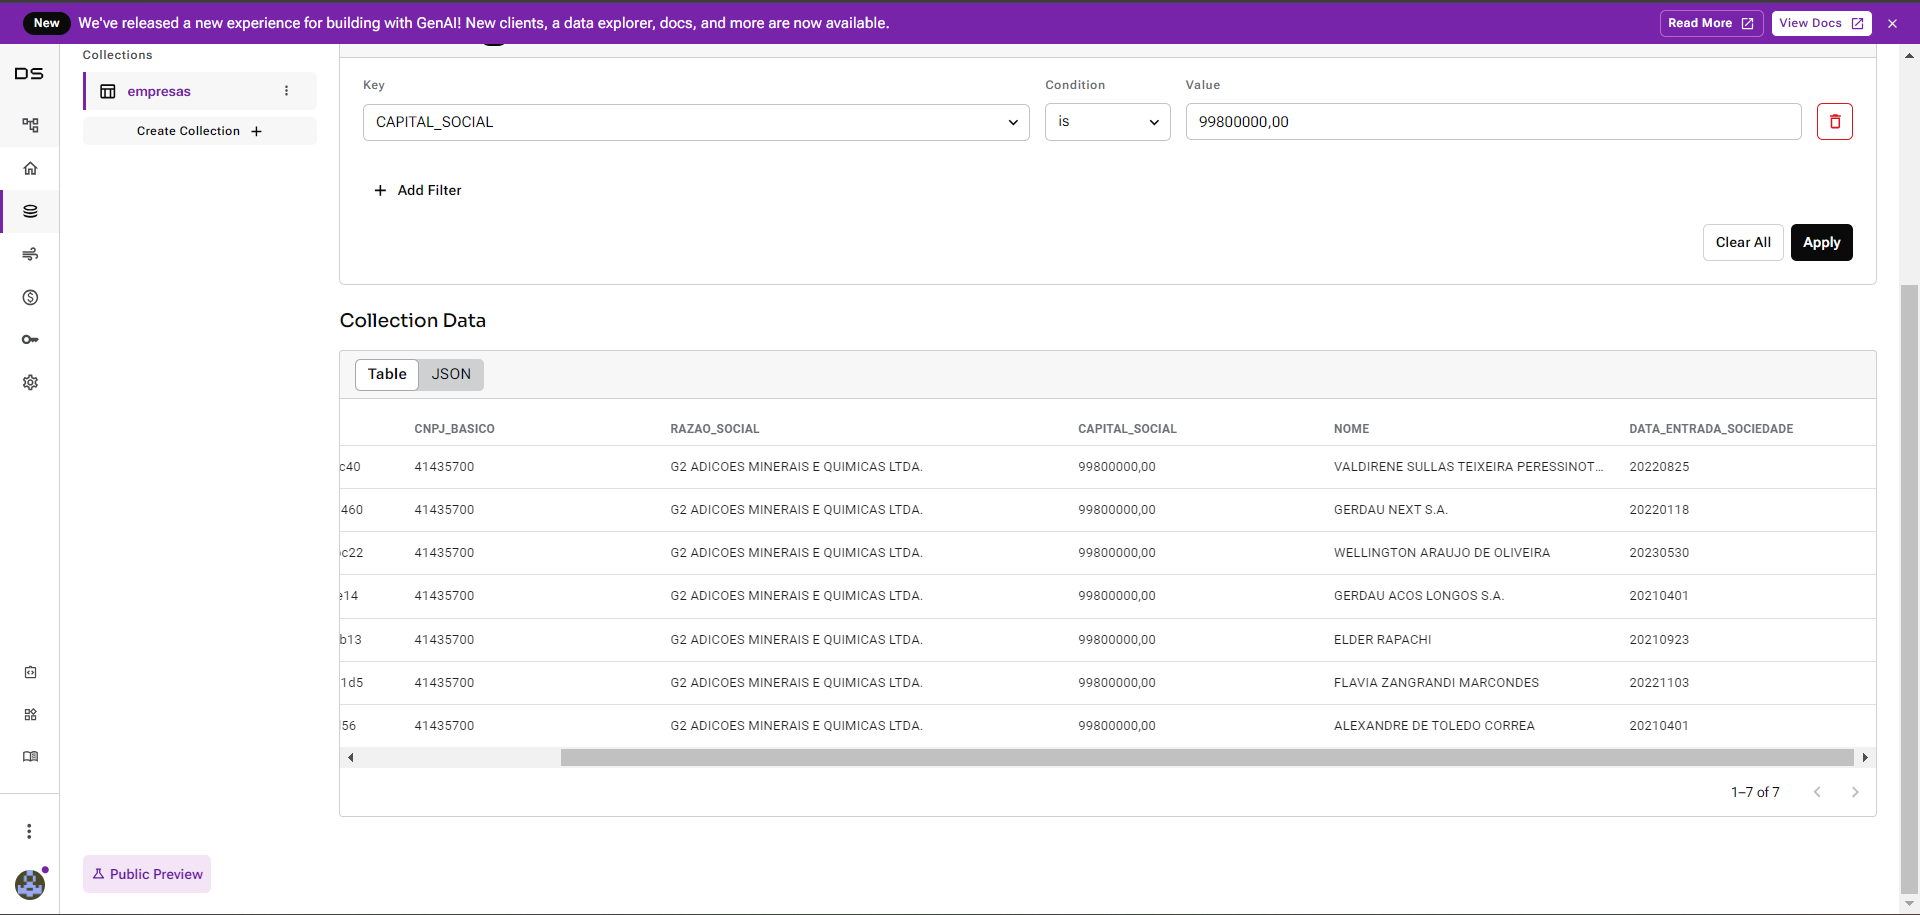 New We've released a new experience for building with GenAI! New clients, a data explorer, docs, and more are now available. Read More View Docs
DS
Collections
empresas
Create Collection +
Key Condition Value
CAPITAL_SOCIAL is 99800000,00
+ Add Filter
Clear All Apply
Collection Data
Table JSON
CNPJ_BASICO RAZAO_SOCIAL CAPITAL_SOCIAL NOME DATA_ENTRADA_SOCIEDADE
c40 41435700 G2 ADICOES MINERAIS E QUIMICAS LTDA. 99800000,00 VALDIRENE SULLAS TEIXEIRA PERESSINOT... 20220825
460 41435700 G2 ADICOES MINERAIS E QUIMICAS LTDA. 99800000,00 GERDAU NEXT S.A. 20220118
c22 41435700 G2 ADICOES MINERAIS E QUIMICAS LTDA. 99800000,00 WELLINGTON ARAUJO DE OLIVEIRA 20230530
e14 41435700 G2 ADICOES MINERAIS E QUIMICAS LTDA. 99800000,00 GERDAU ACOS LONGOS S.A. 20210401
b13 41435700 G2 ADICOES MINERAIS E QUIMICAS LTDA. 99800000,00 ELDER RAPACHI 20210923
1d5 41435700 G2 ADICOES MINERAIS E QUIMICAS LTDA. 99800000,00 FLAVIA ZANGRANDI MARCONDES 20221103
56 41435700 G2 ADICOES MINERAIS E QUIMICAS LTDA. 99800000,00 ALEXANDRE DE TOLEDO CORREA 20210401
1–7 of 7
Public Preview